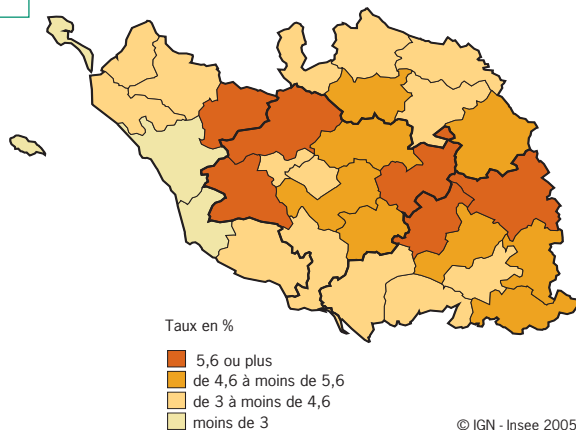 Taux en %
5,6 ou plus
de 4,6 à moins de 5,6
de 3 à moins de 4,6
moins de 3
© IGN - Insee 2005